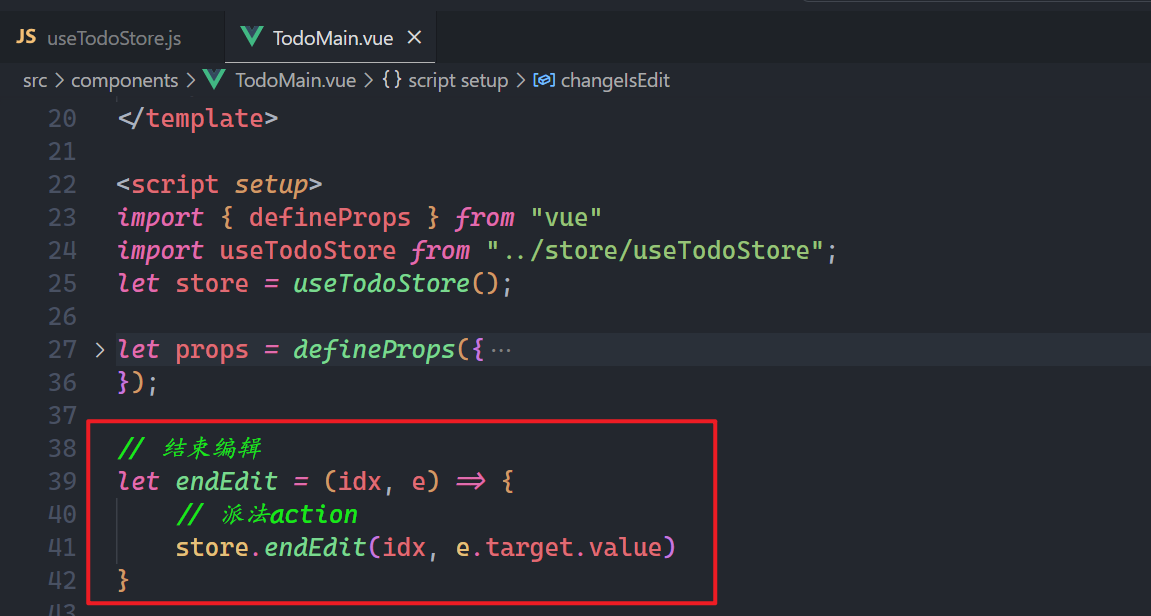 JS useTodoStore.js TodoMain.vue ×
src > components > TodoMain.vue > {} script setup > changeIsEdit
20 </template>
21
22 <script setup>
23 import { defineProps } from "vue"
24 import useTodoStore from "../store/useTodoStore";
25 let store = useTodoStore();
26
27 > let props = defineProps({ ···
36 });
37
38 // 结束编辑
39 let endEdit = (idx, e) => {
40 // 派法action
41 store.endEdit(idx, e.target.value)
42 }
43